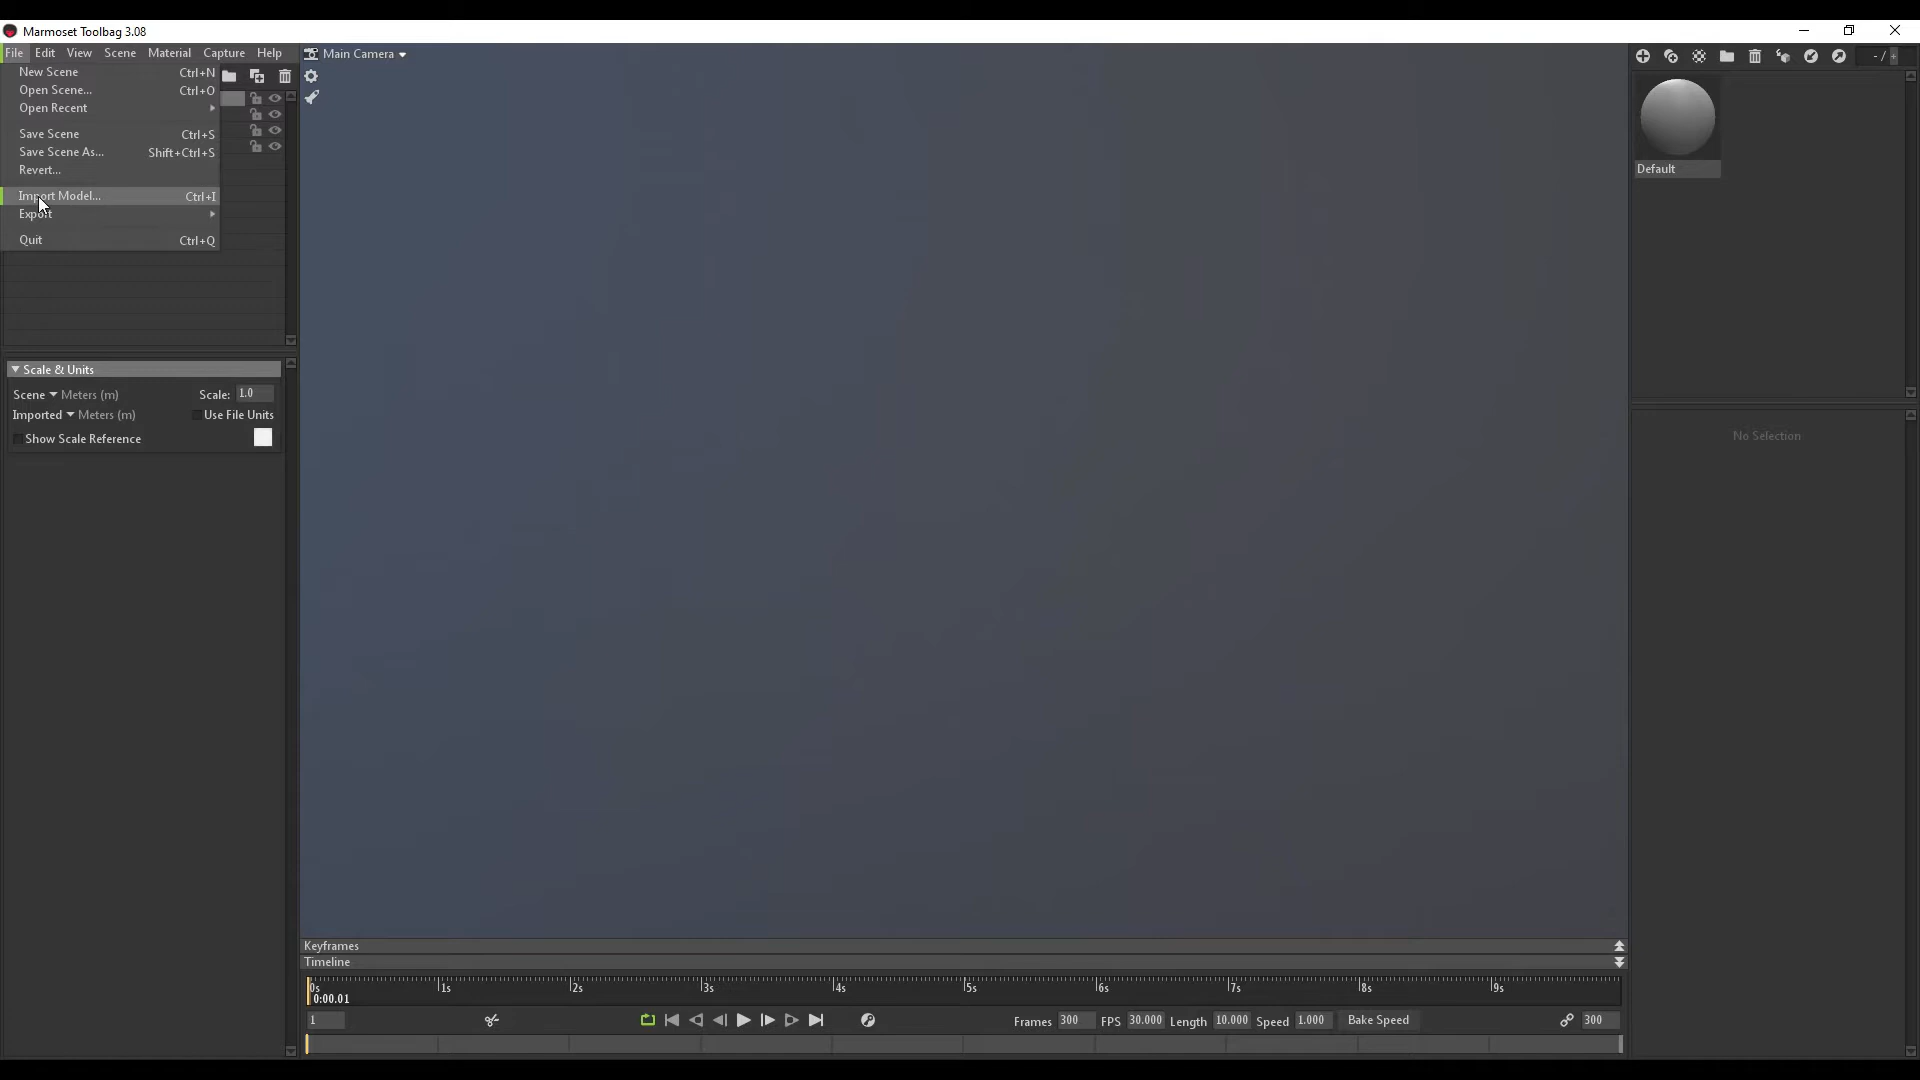 Marmoset Toolbag 3.08
File Edit View Scene Material Capture Help
Main Camera
New Scene Ctrl+N
Open Scene... Ctrl+O
Open Recent
Save Scene Ctrl+S
Save Scene As... Shift+Ctrl+S
Revert...
Import Model... Ctrl+I
Export
Quit Ctrl+Q
Scale & Units
Scene Meters (m) Scale: 1.0
Imported Meters (m) Use File Units
Show Scale Reference
- / +
Default
No Selection
Keyframes
Timeline
0s 1s 2s 3s 4s 5s 6s 7s 8s 9s
0:00.01
1 Frames 300 FPS 30.000 Length 10.000 Speed 1.000 Bake Speed 300